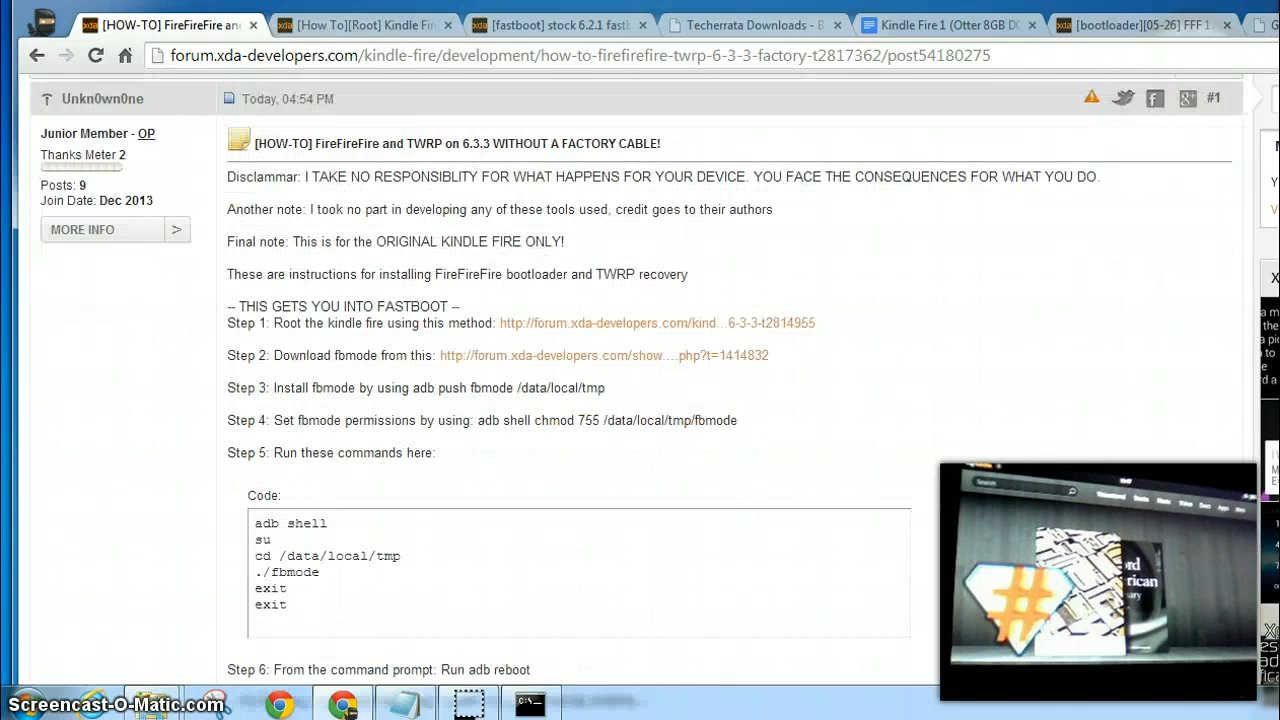 [HOW-TO] FireFireFire an
[How To][Root] Kindle Fir
[fastboot] stock 6.2.1 fast
Techerrata Downloads - B
Kindle Fire 1 (Otter 8GB D
[bootloader][05-26] FFF 1
forum.xda-developers.com/kindle-fire/development/how-to-firefirefire-twrp-6-3-3-factory-t2817362/post54180275
Unkn0wn0ne
Today, 04:54 PM
#1
Junior Member - OP
Thanks Meter 2
Posts: 9
Join Date: Dec 2013
MORE INFO >
[HOW-TO] FireFireFire and TWRP on 6.3.3 WITHOUT A FACTORY CABLE!
Disclammar: I TAKE NO RESPONSIBLITY FOR WHAT HAPPENS FOR YOUR DEVICE. YOU FACE THE CONSEQUENCES FOR WHAT YOU DO.
Another note: I took no part in developing any of these tools used, credit goes to their authors
Final note: This is for the ORIGINAL KINDLE FIRE ONLY!
These are instructions for installing FireFireFire bootloader and TWRP recovery
-- THIS GETS YOU INTO FASTBOOT --
Step 1: Root the kindle fire using this method: http://forum.xda-developers.com/kind...6-3-3-t2814955
Step 2: Download fbmode from this: http://forum.xda-developers.com/show....php?t=1414832
Step 3: Install fbmode by using adb push fbmode /data/local/tmp
Step 4: Set fbmode permissions by using: adb shell chmod 755 /data/local/tmp/fbmode
Step 5: Run these commands here:
Code:
adb shell
su
cd /data/local/tmp
./fbmode
exit
exit
Step 6: From the command prompt: Run adb reboot
Search
Books
Music
Video
Docs
Apps
#
Screencast-O-Matic.com